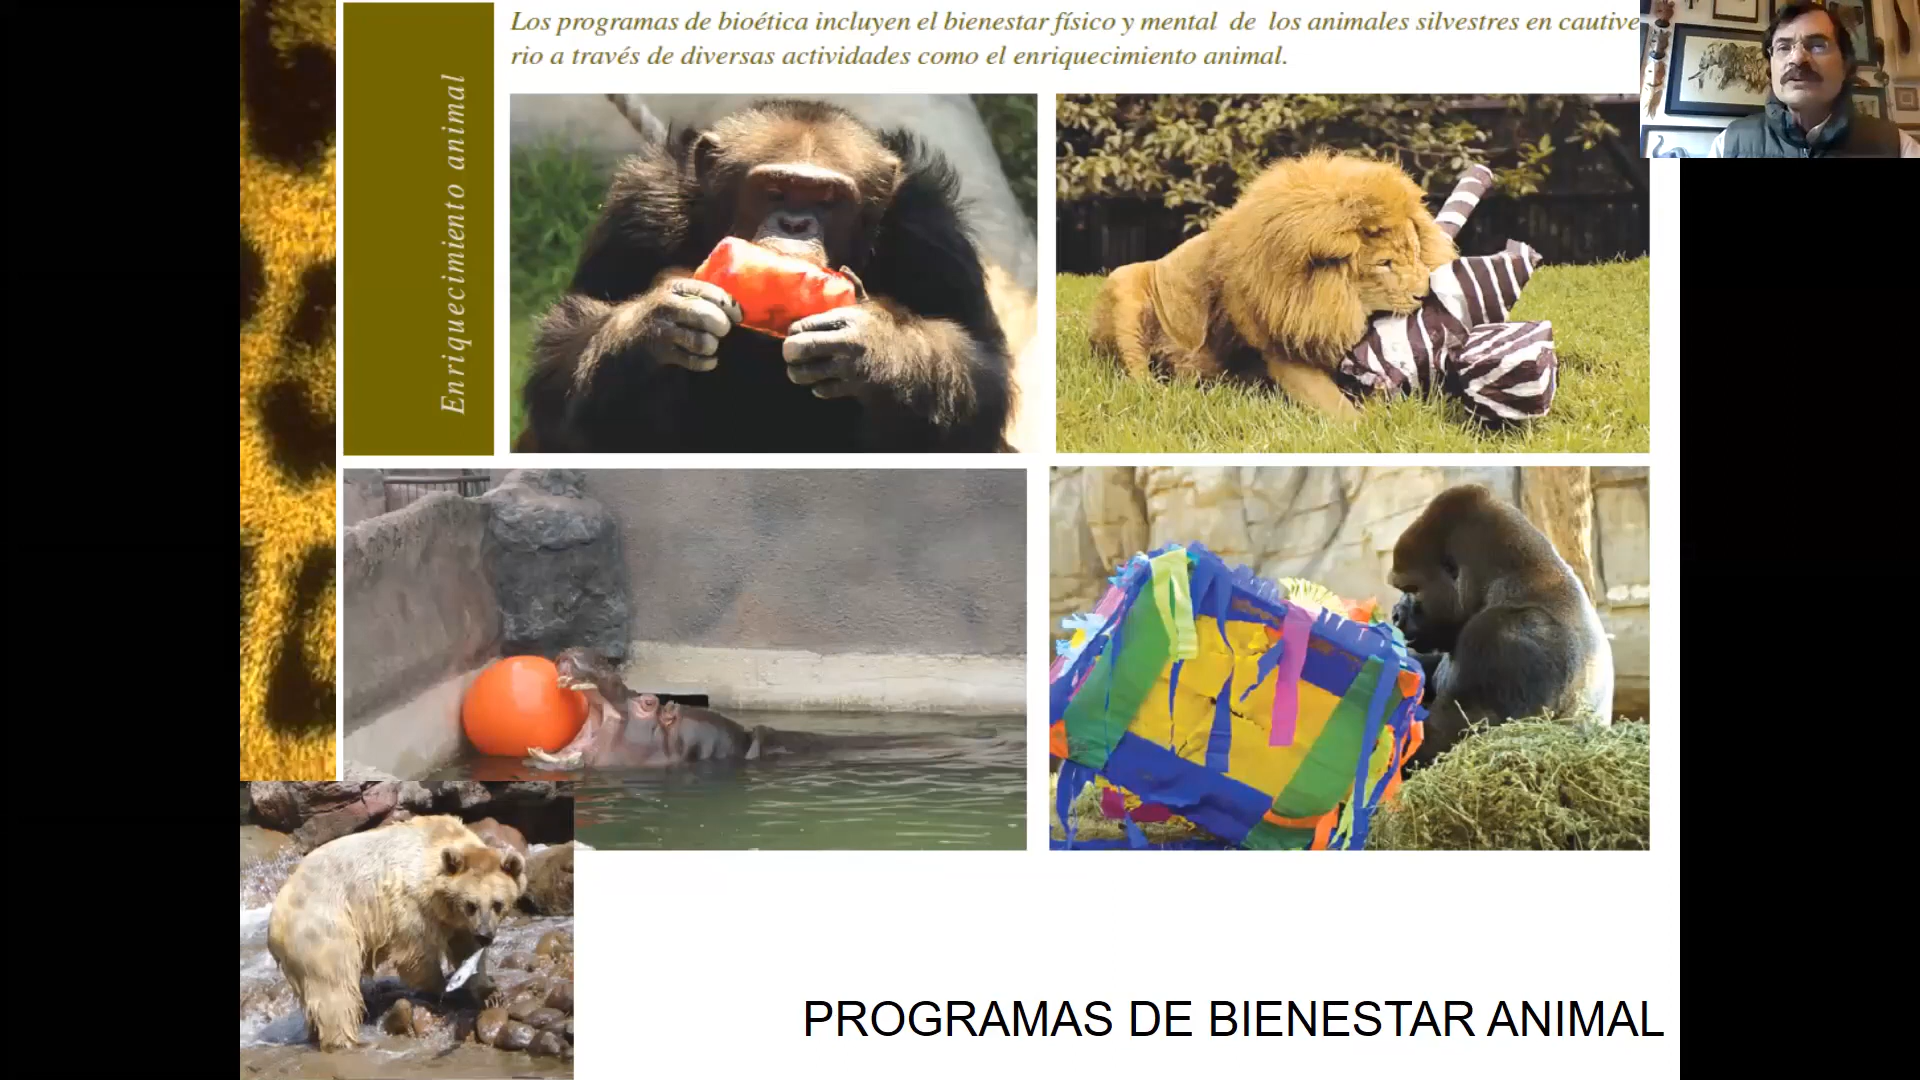 Los programas de bioética incluyen el bienestar físico y mental de los animales silvestres en cautive
rio a través de diversas actividades como el enriquecimiento animal.
Enriquecimiento animal
PROGRAMAS DE BIENESTAR ANIMAL